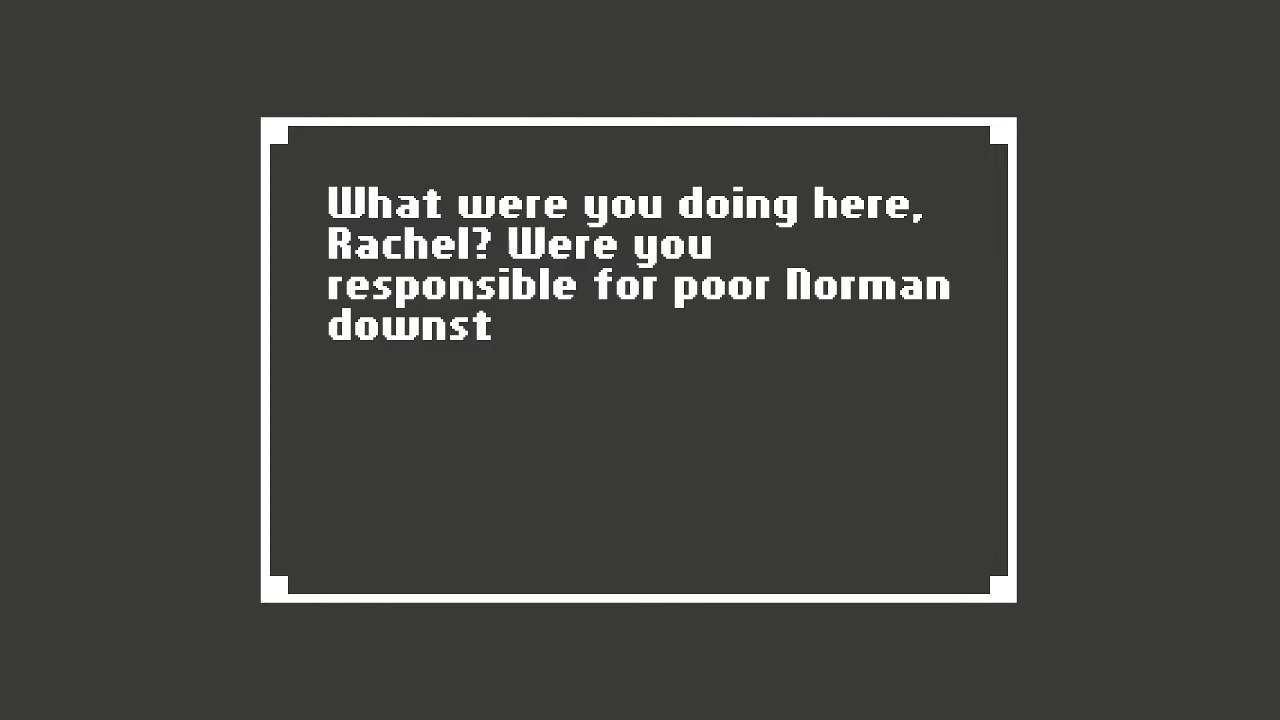 What were you doing here,
Rachel? Were you
responsible for poor Norman
downst